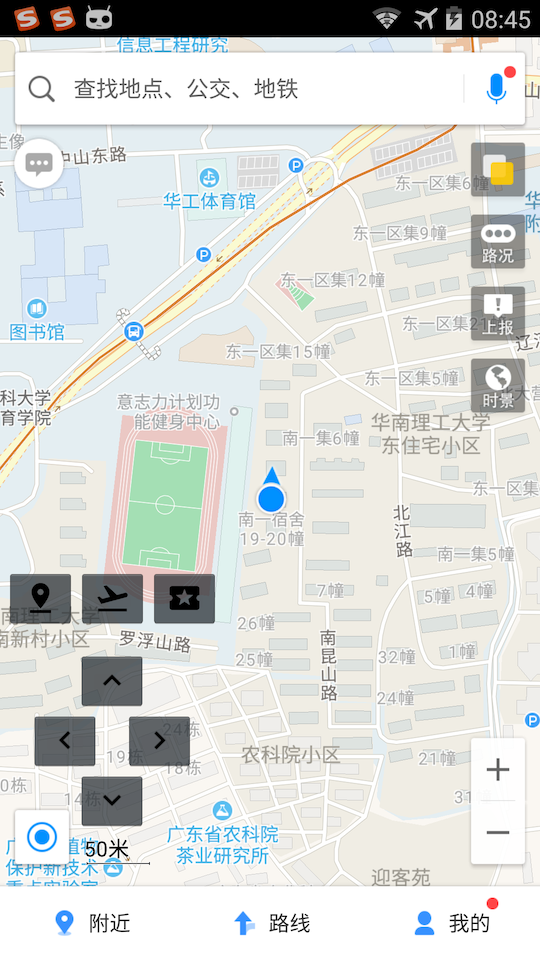 08:45
信息工程研究
查找地点、公交、地铁
中山东路
华工体育馆
东一区集6幢
东一区集9幢
路况
东一区集12幢
图书馆
上报
东一区集2
东一区集15幢
科大学
育学院
东一区集5幢
时景
意志力计划功
能健身中心
南一集6幢
华南理工大学
东住宅小区
东一区集
南一宿舍
19-20幢
北江路
南一集5幢
7幢
5幢
4幢
南理工大学
南新村小区
罗浮山路
26幢
25幢
南昆山路
32幢
1幢
24幢
24栋
19栋
18栋
农科院小区
21幢
0栋
14栋
31
广东省农科院
茶业研究所
植物
保护新技术
重点实验室
50米
迎客苑
附近
路线
我的